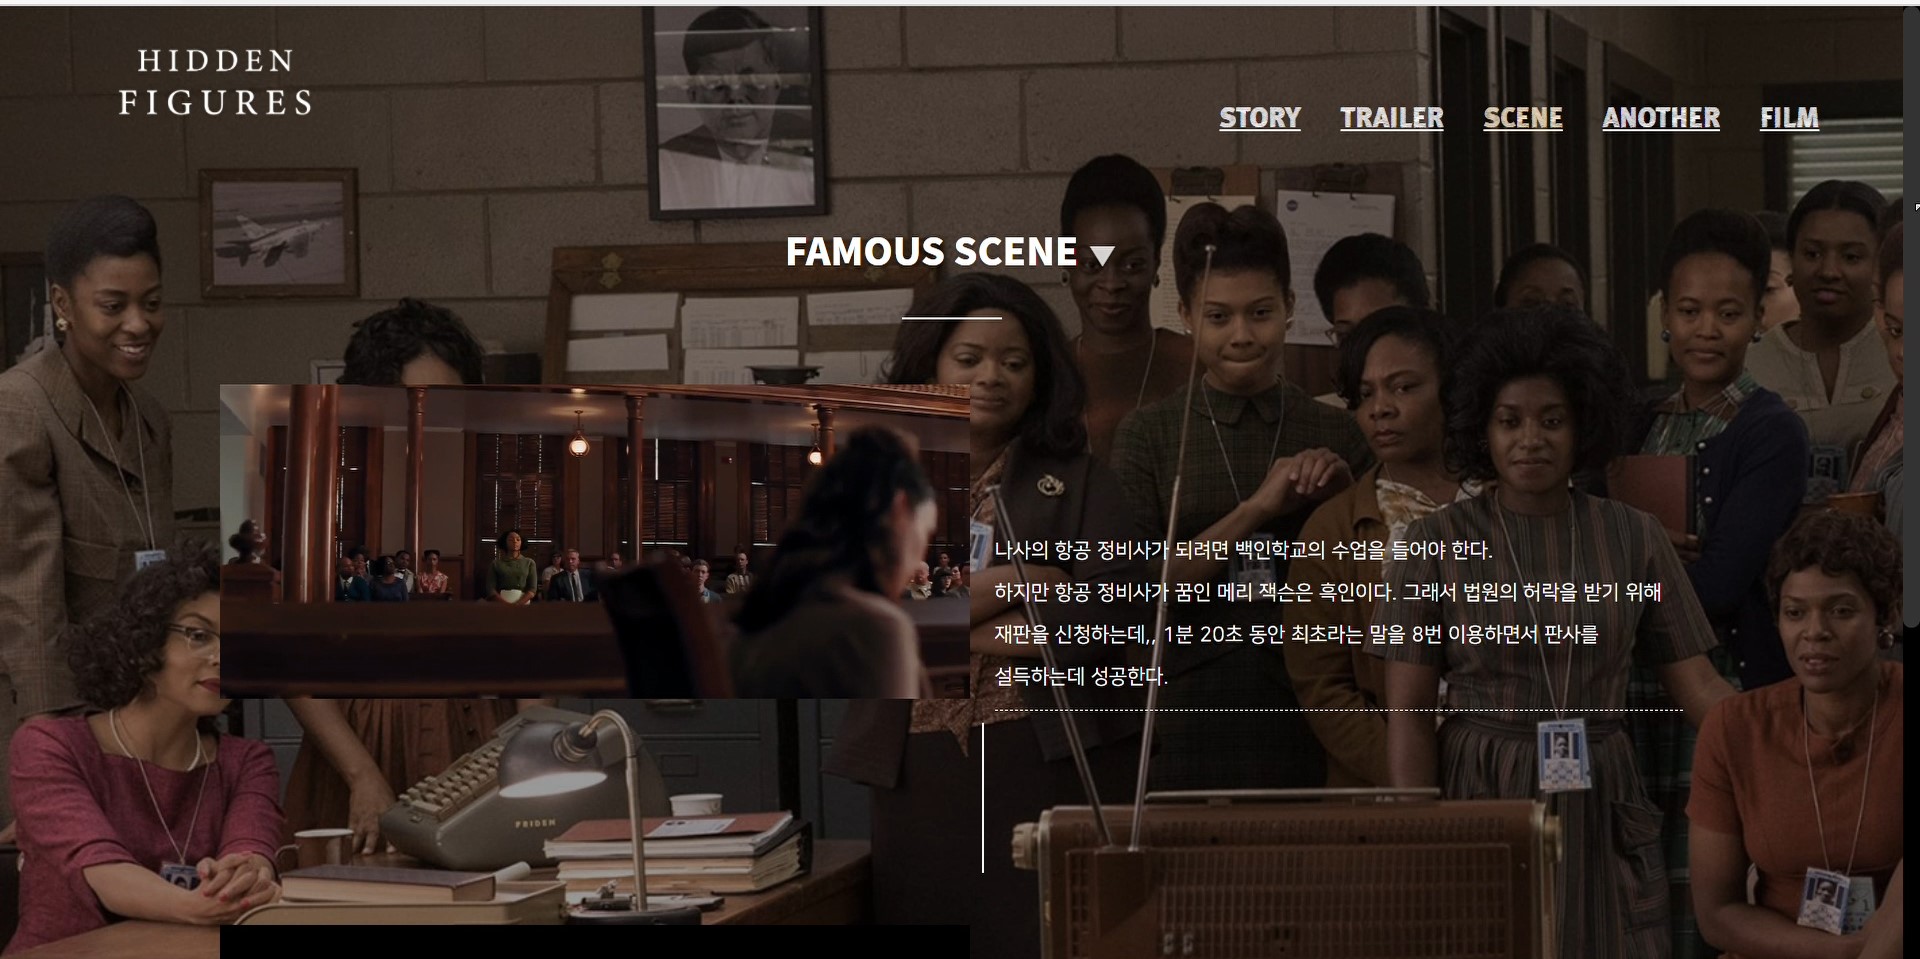 HIDDEN
FIGURES
STORY TRAILER SCENE ANOTHER FILM
FAMOUS SCENE ▼
나사의 항공 정비사가 되려면 백인학교의 수업을 들어야 한다.
하지만 항공 정비사가 꿈인 메리 잭슨은 흑인이다. 그래서 법원의 허락을 받기 위해
재판을 신청하는데,, 1분 20초 동안 최초라는 말을 8번 이용하면서 판사를
설득하는데 성공한다.
FRIDEN